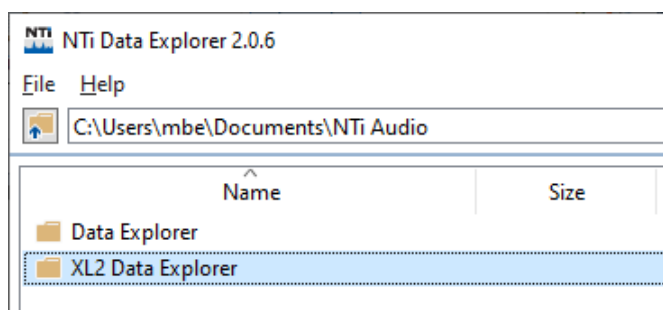 NTi NTi Data Explorer 2.0.6
File Help
C:\Users\mbe\Documents\NTi Audio
Name Size
Data Explorer
XL2 Data Explorer